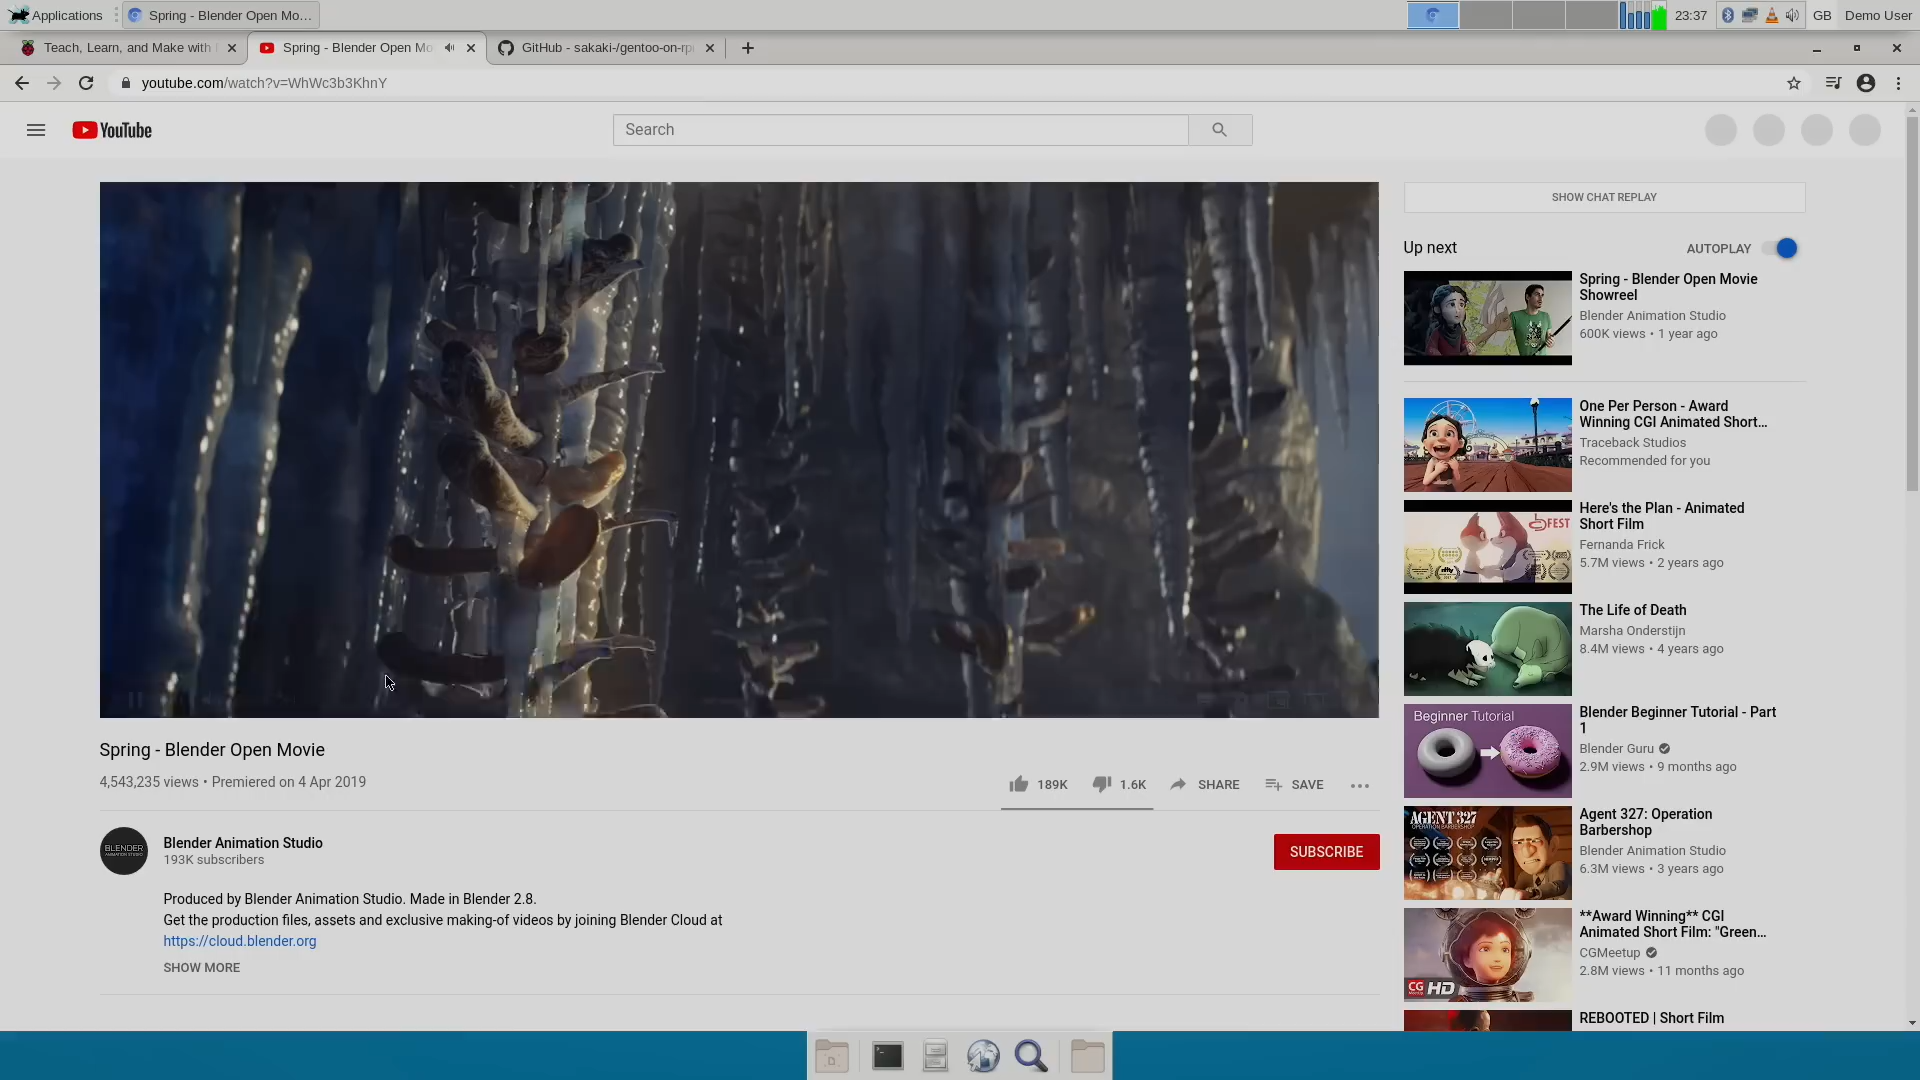 Applications
Spring - Blender Open Mo...
23:37
GB
Demo User
Teach, Learn, and Make with
Spring - Blender Open Mo
GitHub - sakaki-/gentoo-on-rp
youtube.com/watch?v=WhWc3b3KhnY
YouTube
Search
SHOW CHAT REPLAY
Up next
AUTOPLAY
Spring - Blender Open Movie
Showreel
Blender Animation Studio
600K views • 1 year ago
One Per Person - Award
Winning CGI Animated Short...
Traceback Studios
Recommended for you
FEST
Here's the Plan - Animated
Short Film
Fernanda Frick
5.7M views • 2 years ago
The Life of Death
Marsha Onderstijn
8.4M views • 4 years ago
Beginner Tutorial
Blender Beginner Tutorial - Part
1
Blender Guru
2.9M views • 9 months ago
AGENT 327
OPERATION BARBERSHOP
Agent 327: Operation
Barbershop
Blender Animation Studio
6.3M views • 3 years ago
CG HD
**Award Winning** CGI
Animated Short Film: "Green...
CGMeetup
2.8M views • 11 months ago
REBOOTED | Short Film
Spring - Blender Open Movie
4,543,235 views • Premiered on 4 Apr 2019
189K
1.6K
SHARE
SAVE
BLENDER
ANIMATION STUDIO
Blender Animation Studio
193K subscribers
SUBSCRIBE
Produced by Blender Animation Studio. Made in Blender 2.8.
Get the production files, assets and exclusive making-of videos by joining Blender Cloud at
https://cloud.blender.org
SHOW MORE